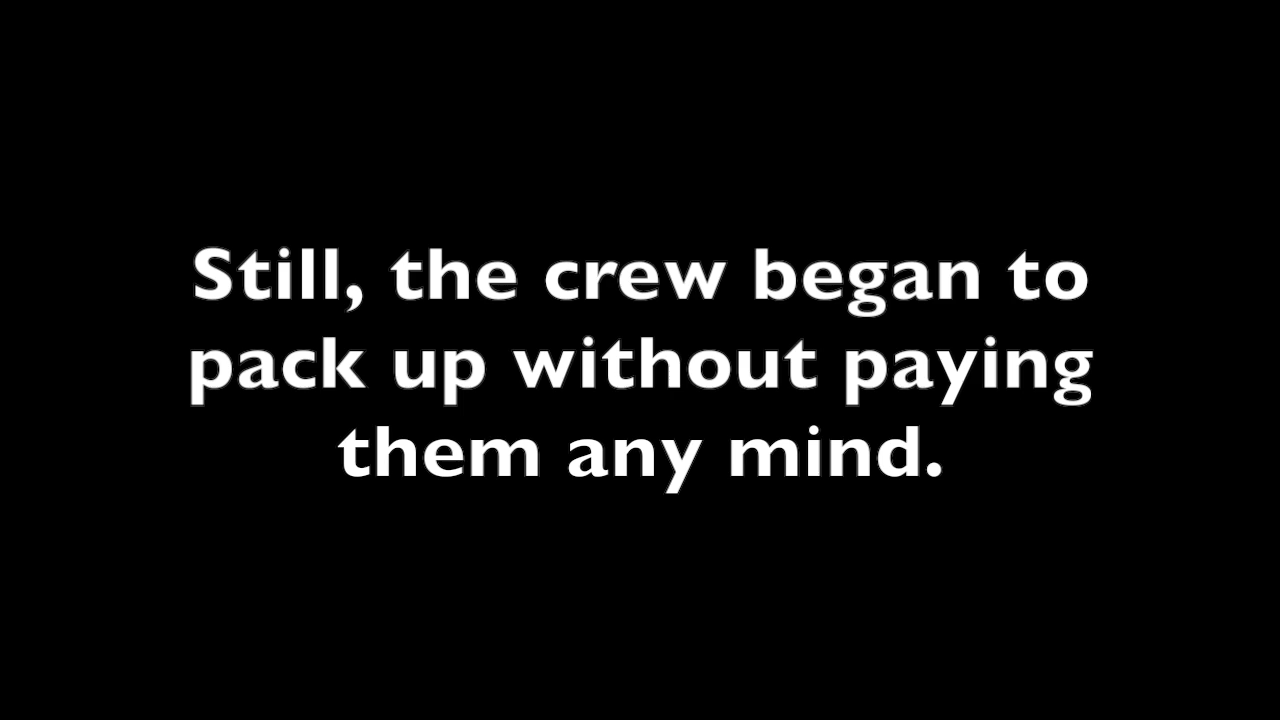 Still, the crew began to
pack up without paying
them any mind.